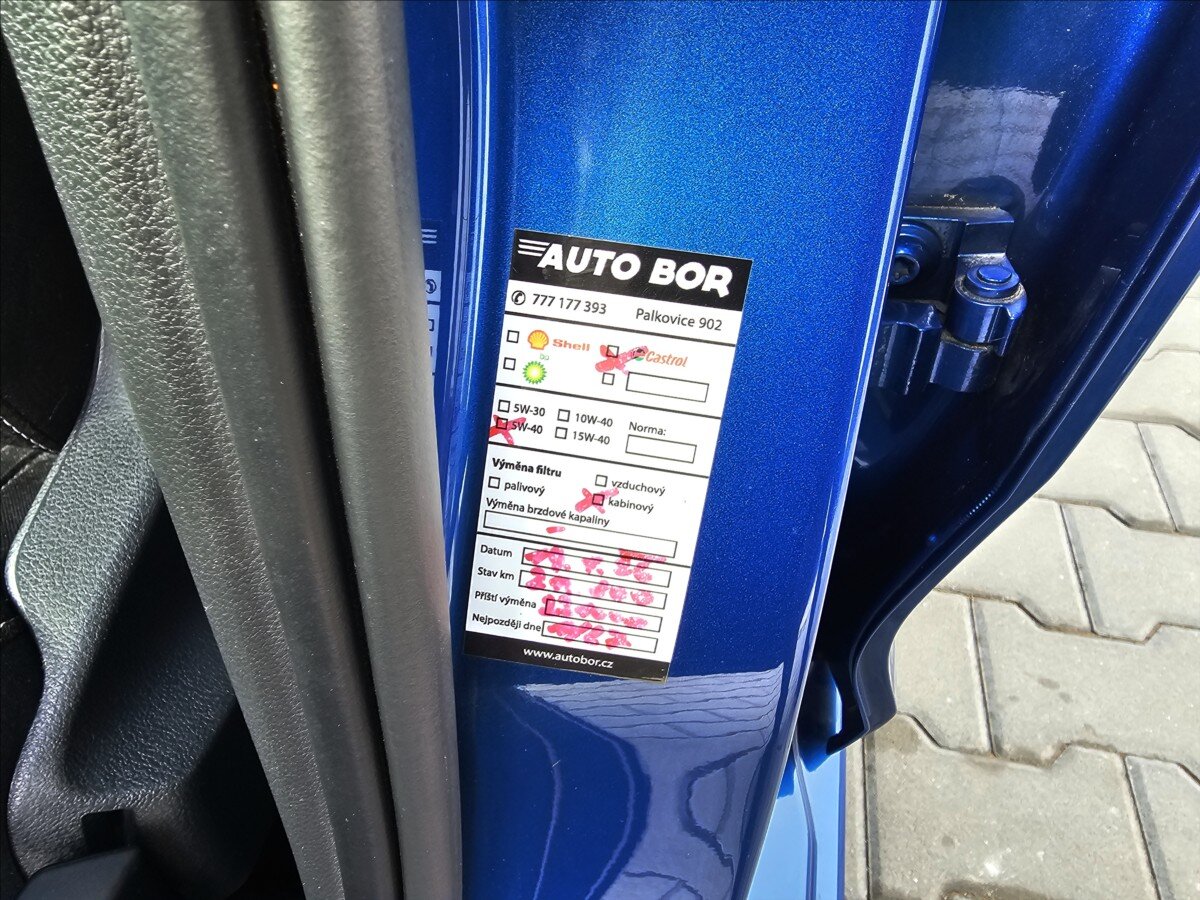 AUTO BOR
777 177 393 Palkovice 902
Shell Castrol
bp
5W-30 10W-40 Norma:
5W-40 15W-40
Výměna filtru
vzduchový
palivový
kabinový
Výměna brzdové kapaliny
Datum
Stav km
Příští výměna
Nejpozději dne
www.autobor.cz